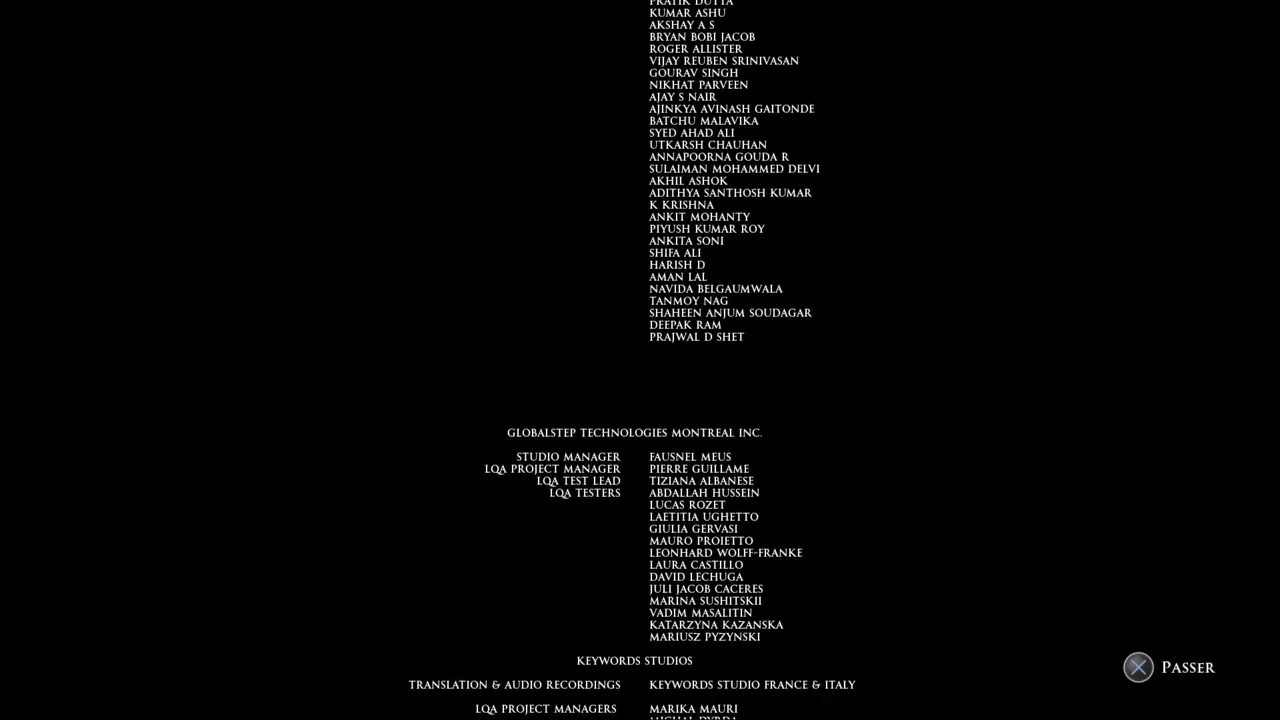 PRATIK DUTTA
KUMAR ASHU
AKSHAY A S
BRYAN BOBI JACOB
ROGER ALLISTER
VIJAY REUBEN SRINIVASAN
GOURAV SINGH
NIKHAT PARVEEN
AJAY S NAIR
AJINKYA AVINASH GAITONDE
BATCHU MALAVIKA
SYED AHAD ALI
UTKARSH CHAUHAN
ANNAPOORNA GOUDA R
SULAIMAN MOHAMMED DELVI
AKHIL ASHOK
ADITHYA SANTHOSH KUMAR
K KRISHNA
ANKIT MOHANTY
PIYUSH KUMAR ROY
ANKITA SONI
SHIFA ALI
HARISH D
AMAN LAL
NAVIDA BELGAUMWALA
TANMOY NAG
SHAHEEN ANJUM SOUDAGAR
DEEPAK RAM
PRAJWAL D SHET
GLOBALSTEP TECHNOLOGIES MONTREAL INC.
STUDIO MANAGER FAUSNEL MEUS
LQA PROJECT MANAGER PIERRE GUILLAME
LQA TEST LEAD TIZIANA ALBANESE
LQA TESTERS ABDALLAH HUSSEIN
LUCAS ROZET
LAETITIA UGHETTO
GIULIA GERVASI
MAURO PROIETTO
LEONHARD WOLFF-FRANKE
LAURA CASTILLO
DAVID LECHUGA
JULI JACOB CACERES
MARINA SUSHITSKII
VADIM MASALITIN
KATARZYNA KAZANSKA
MARIUSZ PYZYNSKI
KEYWORDS STUDIOS
PASSER
TRANSLATION & AUDIO RECORDINGS KEYWORDS STUDIO FRANCE & ITALY
LQA PROJECT MANAGERS MARIKA MAURI